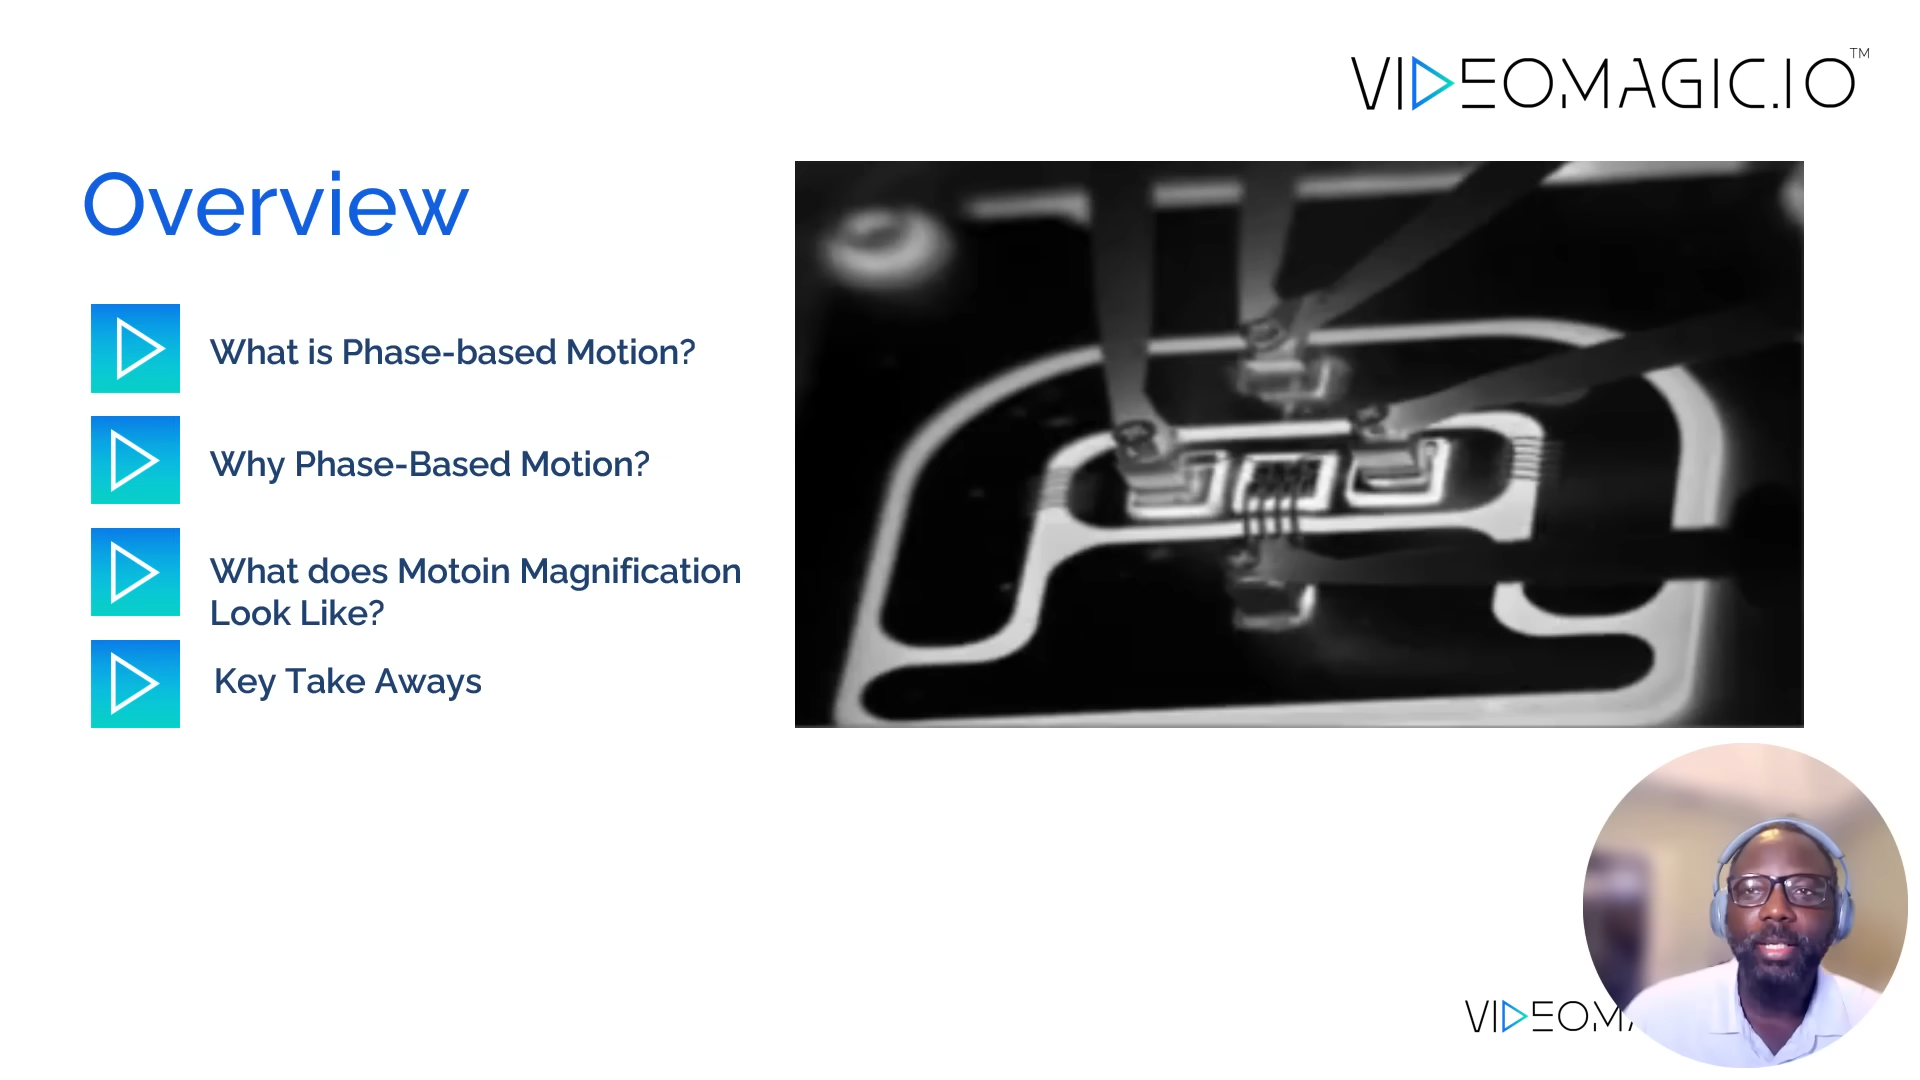 VIDEOMAGIC.IO™
Overview
What is Phase-based Motion?
Why Phase-Based Motion?
What does Motoin Magnification
Look Like?
Key Take Aways
VIDEOMA